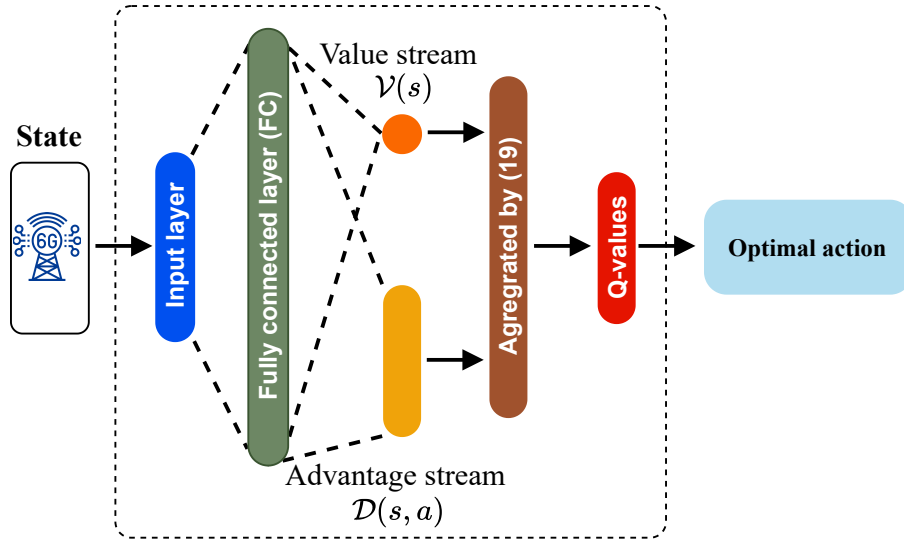 State
6G
Input layer
Fully connected layer (FC)
Value stream
𝒱(s)
Advantage stream
𝒟(s, a)
Agregrated by (19)
Q-values
Optimal action